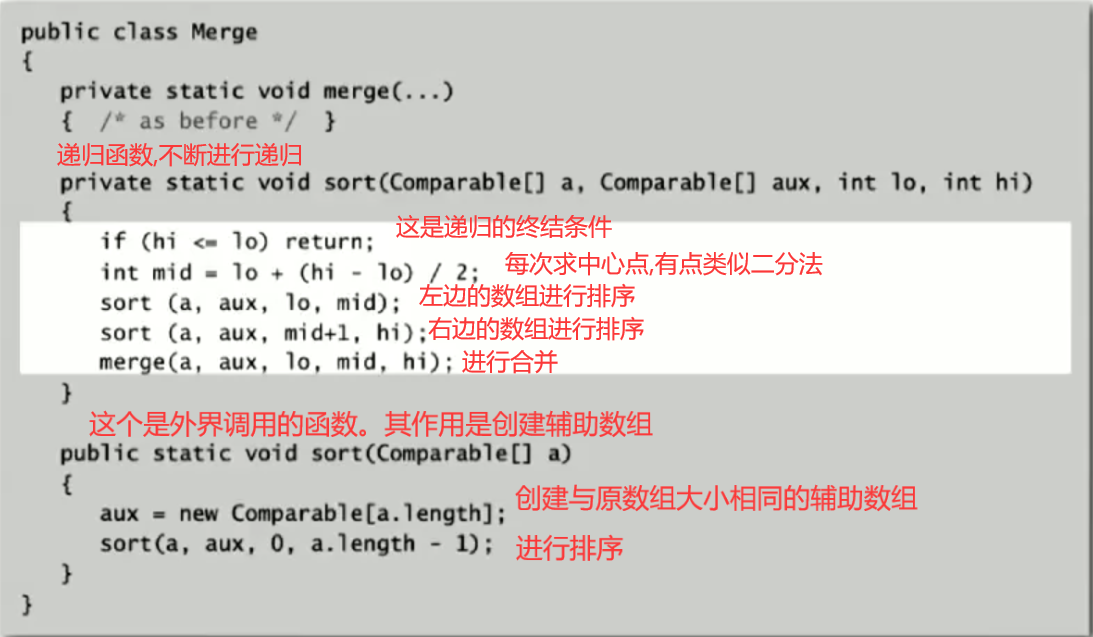 public class Merge
{
private static void merge(...)
{ /* as before */ }
递归函数,不断进行递归
private static void sort(Comparable[] a, Comparable[] aux, int lo, int hi)
{
if (hi <= lo) return; 这是递归的终结条件
int mid = lo + (hi - lo) / 2; 每次求中心点,有点类似二分法
sort (a, aux, lo, mid); 左边的数组进行排序
sort (a, aux, mid+1, hi); 右边的数组进行排序
merge(a, aux, lo, mid, hi); 进行合并
}
这个是外界调用的函数。其作用是创建辅助数组
public static void sort(Comparable[] a)
{
aux = new Comparable[a.length]; 创建与原数组大小相同的辅助数组
sort(a, aux, 0, a.length - 1); 进行排序
}
}